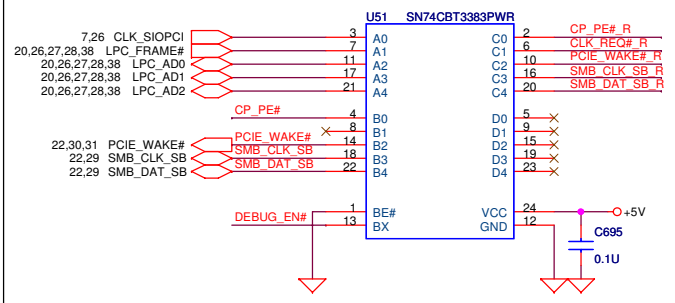 U51 SN74CBT3383PWR
7,26 CLK_SIOPCI 3 A0 C0 2 CP_PE#_R
20,26,27,28,38 LPC_FRAME# 7 A1 C1 6 CLK_REQ#_R
20,26,27,28,38 LPC_AD0 11 A2 C2 10 PCIE_WAKE#_R
20,26,27,28,38 LPC_AD1 17 A3 C3 16 SMB_CLK_SB_R
20,26,27,28,38 LPC_AD2 21 A4 C4 20 SMB_DAT_SB_R
CP_PE# 4 B0 D0 5
8 B1 D1 9
22,30,31 PCIE_WAKE# PCIE_WAKE# 14 B2 D2 15
22,29 SMB_CLK_SB SMB_CLK_SB 18 B3 D3 19
22,29 SMB_DAT_SB SMB_DAT_SB 22 B4 D4 23
1 BE# VCC 24 +5V
DEBUG_EN# 13 BX GND 12
C695
0.1U